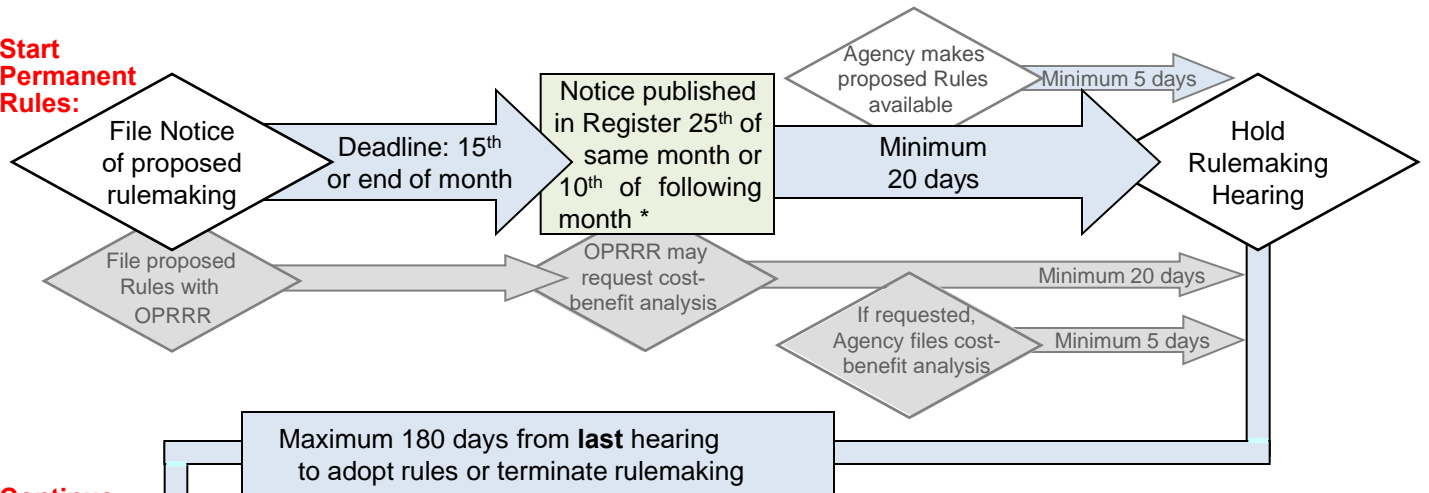 Start
Permanent
Rules:
File Notice
of proposed
rulemaking
Deadline: 15th
or end of month
Notice published
in Register 25th of
same month or
10th of following
month *
Agency makes
proposed Rules
available
Minimum 5 days
Minimum
20 days
Hold
Rulemaking
Hearing
File proposed
Rules with
OPRRR
OPRRR may
request cost-
benefit analysis
Minimum 20 days
If requested,
Agency files cost-
benefit analysis
Minimum 5 days
Maximum 180 days from last hearing
to adopt rules or terminate rulemaking
Continue